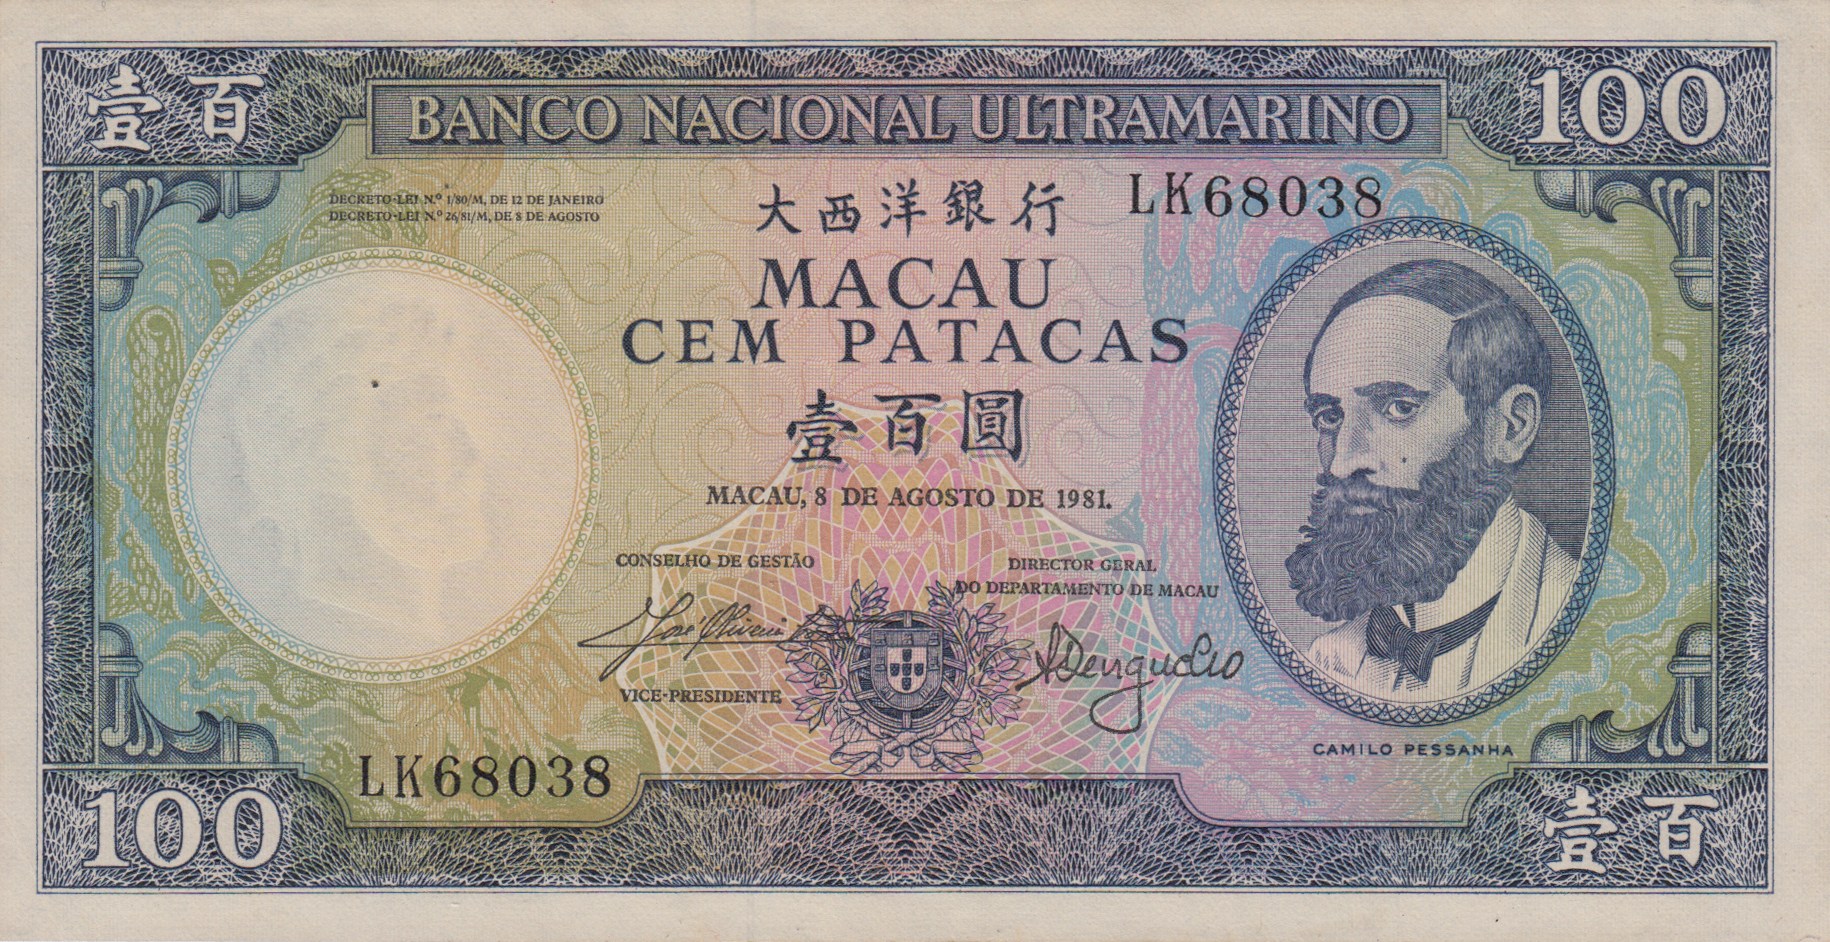 壹百
BANCO NACIONAL ULTRAMARINO
100
DECRETO-LEI N.º 1/80/M, DE 12 DE JANEIRO
DECRETO-LEI N.º 26/81/M, DE 8 DE AGOSTO
大西洋銀行
LK68038
MACAU
CEM PATACAS
壹百圓
MACAU, 8 DE AGOSTO DE 1981.
CONSELHO DE GESTÃO
DIRECTOR GERAL
DO DEPARTAMENTO DE MACAU
VICE-PRESIDENTE
CAMILO PESSANHA
LK68038
100
壹百